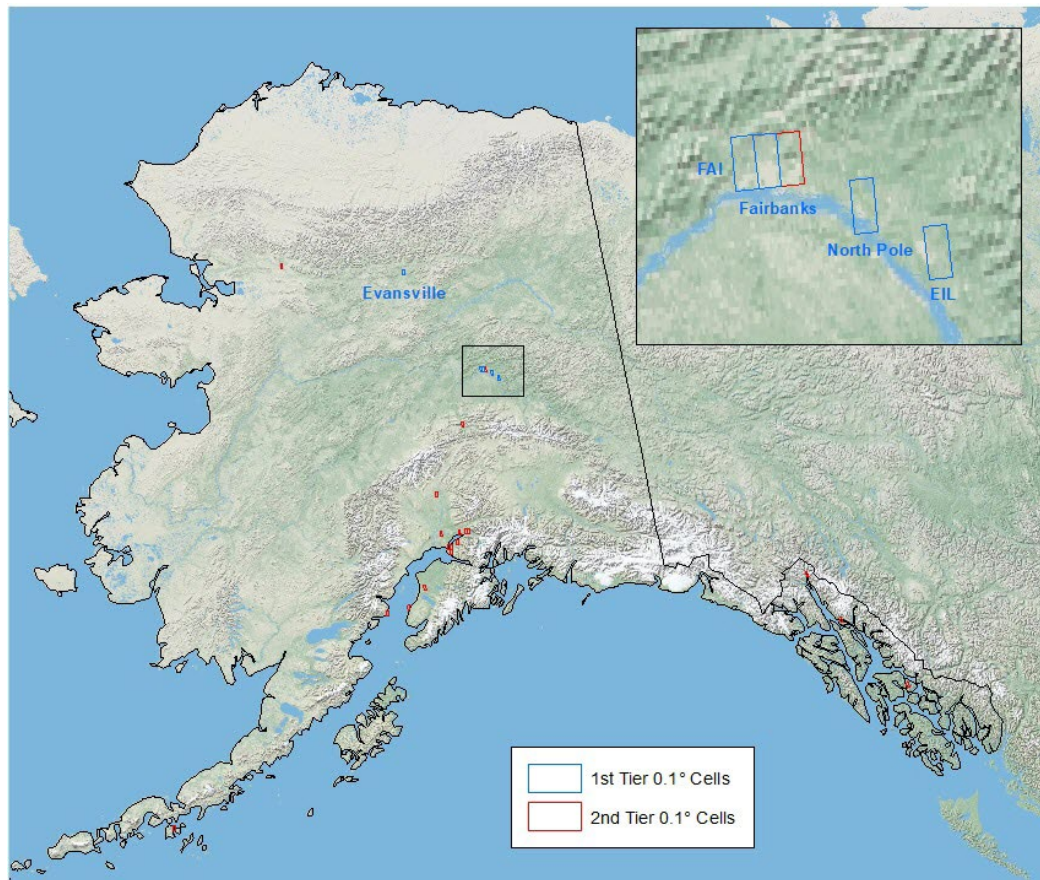 FAI
Fairbanks
North Pole
EIL
Evansville
1st Tier 0.1° Cells
2nd Tier 0.1° Cells